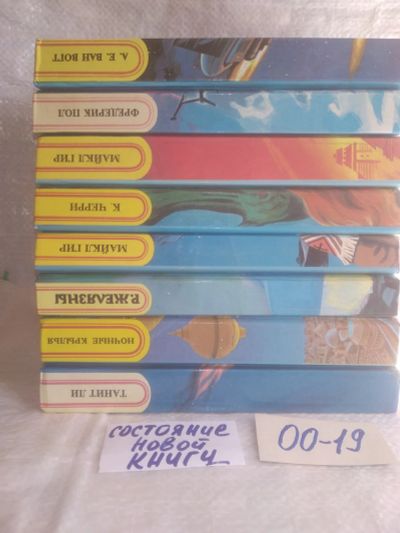 А. Е. ВАН ВОГТ
ФРЕДЕРИК ПОЛ
МАЙКЛ ГИР
К. ЧЕРРИ
МАЙКЛ ГИР
Р. ЖЕЛЯЗНЫ
НОЧНЫЕ КРЫЛЬЯ
ТАНИТ ЛИ
СОСТОЯНИЕ
НОВОЙ
КНИГИ
00-19